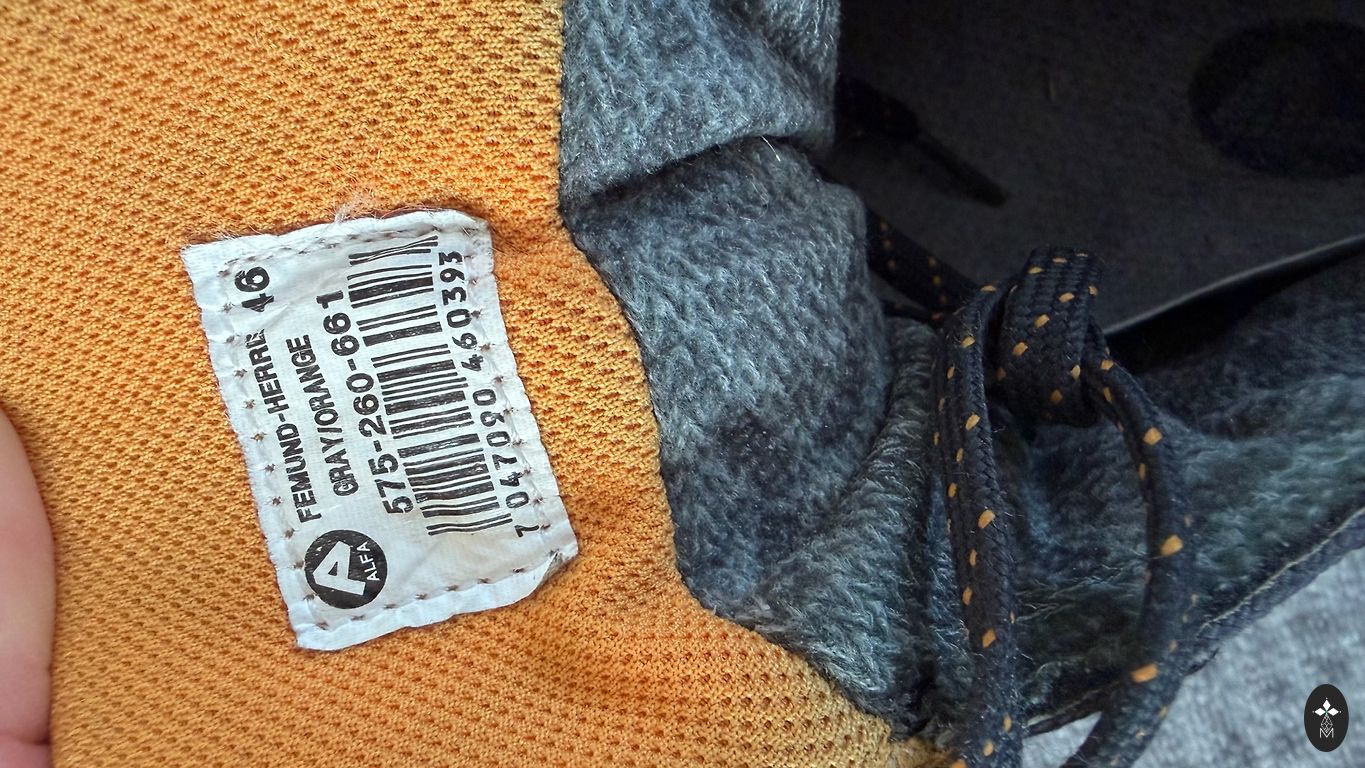 FEMUND-HERRE 46
GRAY/ORANGE
575-260-661
7 047090 460393
ALFA
M